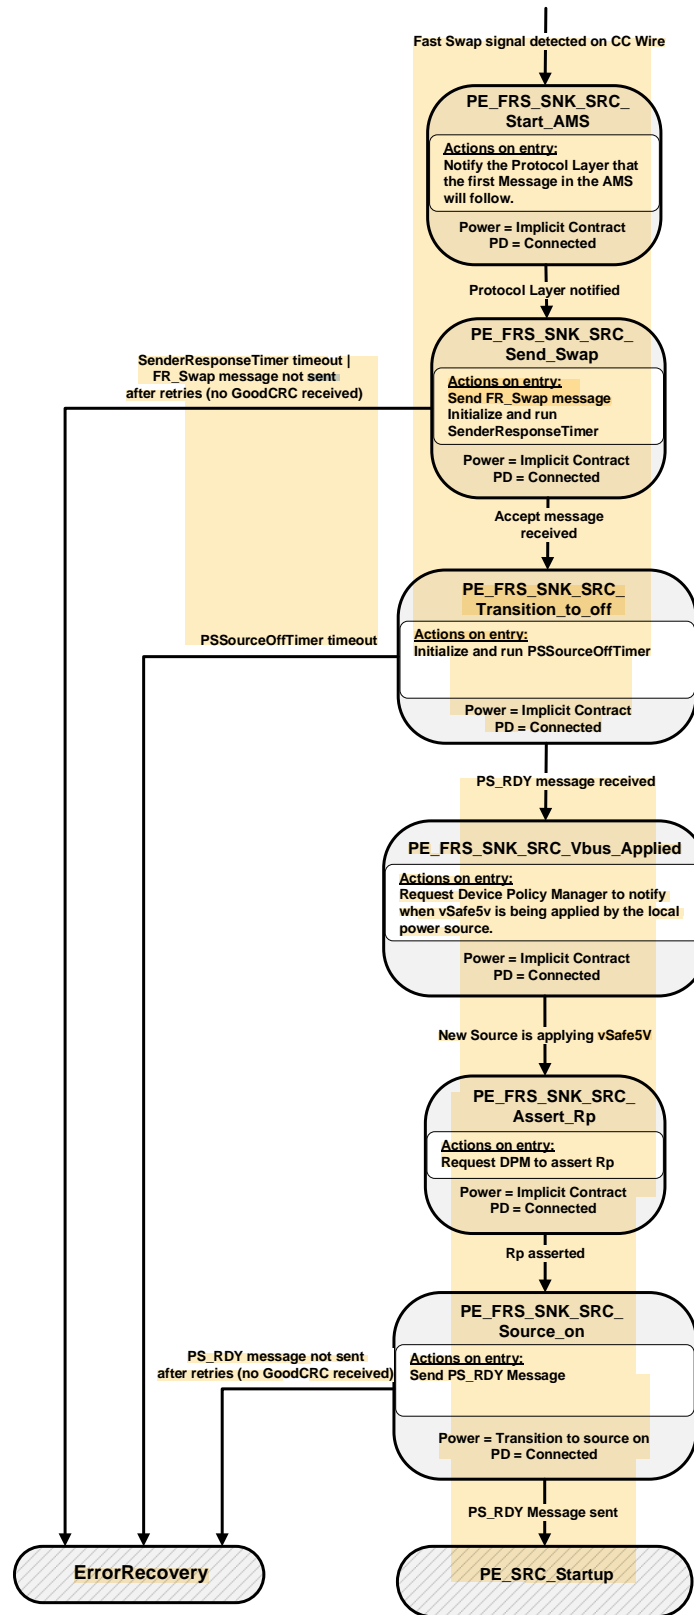 Fast Swap signal detected on CC Wire
PE_FRS_SNK_SRC_
Start_AMS
Actions on entry:
Notify the Protocol Layer that
the first Message in the AMS
will follow.
Power = Implicit Contract
PD = Connected
Protocol Layer notified
PE_FRS_SNK_SRC_
Send_Swap
SenderResponseTimer timeout |
FR_Swap message not sent
after retries (no GoodCRC received)
Actions on entry:
Send FR_Swap message
Initialize and run
SenderResponseTimer
Power = Implicit Contract
PD = Connected
Accept message
received
PE_FRS_SNK_SRC_
Transition_to_off
PSSourceOffTimer timeout
Actions on entry:
Initialize and run PSSourceOffTimer
Power = Implicit Contract
PD = Connected
PS_RDY message received
PE_FRS_SNK_SRC_Vbus_Applied
Actions on entry:
Request Device Policy Manager to notify
when vSafe5v is being applied by the local
power source.
Power = Implicit Contract
PD = Connected
New Source is applying vSafe5V
PE_FRS_SNK_SRC_
Assert_Rp
Actions on entry:
Request DPM to assert Rp
Power = Implicit Contract
PD = Connected
Rp asserted
PE_FRS_SNK_SRC_
Source_on
PS_RDY message not sent
after retries (no GoodCRC received)
Actions on entry:
Send PS_RDY Message
Power = Transition to source on
PD = Connected
PS_RDY Message sent
ErrorRecovery
PE_SRC_Startup